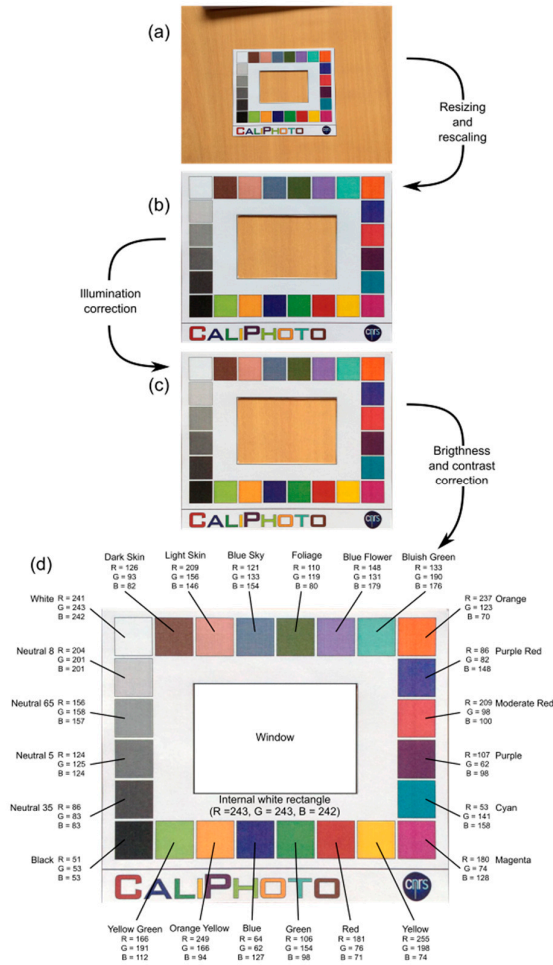 (a)
CALIPHOTO
cnrs
Resizing
and
rescaling
(b)
CALIPHOTO
cnrs
Illumination
correction
(c)
CALIPHOTO
cnrs
Brigthness
and contrast
correction
(d)
Dark Skin
R = 126
G = 93
B = 82
Light Skin
R = 209
G = 156
B = 146
Blue Sky
R = 121
G = 133
B = 154
Foliage
R = 110
G = 119
B = 80
Blue Flower
R = 148
G = 131
B = 179
Bluish Green
R = 133
G = 190
B = 176
White R = 241
G = 243
B = 242
R = 237 Orange
G = 123
B = 70
Neutral 8 R = 204
G = 201
B = 201
R = 86 Purple Red
G = 82
B = 148
Neutral 65 R = 156
G = 158
B = 157
R = 209 Moderate Red
G = 98
B = 100
Neutral 5 R = 124
G = 125
B = 124
R =107 Purple
G = 62
B = 98
Neutral 35 R = 86
G = 83
B = 83
R = 53 Cyan
G = 141
B = 158
Black R = 51
G = 53
B = 53
R = 180 Magenta
G = 74
B = 128
Window
Internal white rectangle
(R =243, G = 243, B = 242)
CALIPHOTO
cnrs
Yellow Green
R = 166
G = 191
B = 112
Orange Yellow
R = 249
G = 166
B = 94
Blue
R = 64
G = 62
B = 127
Green
R = 106
G = 154
B = 98
Red
R = 181
G = 76
B = 71
Yellow
R = 255
G = 198
B = 74